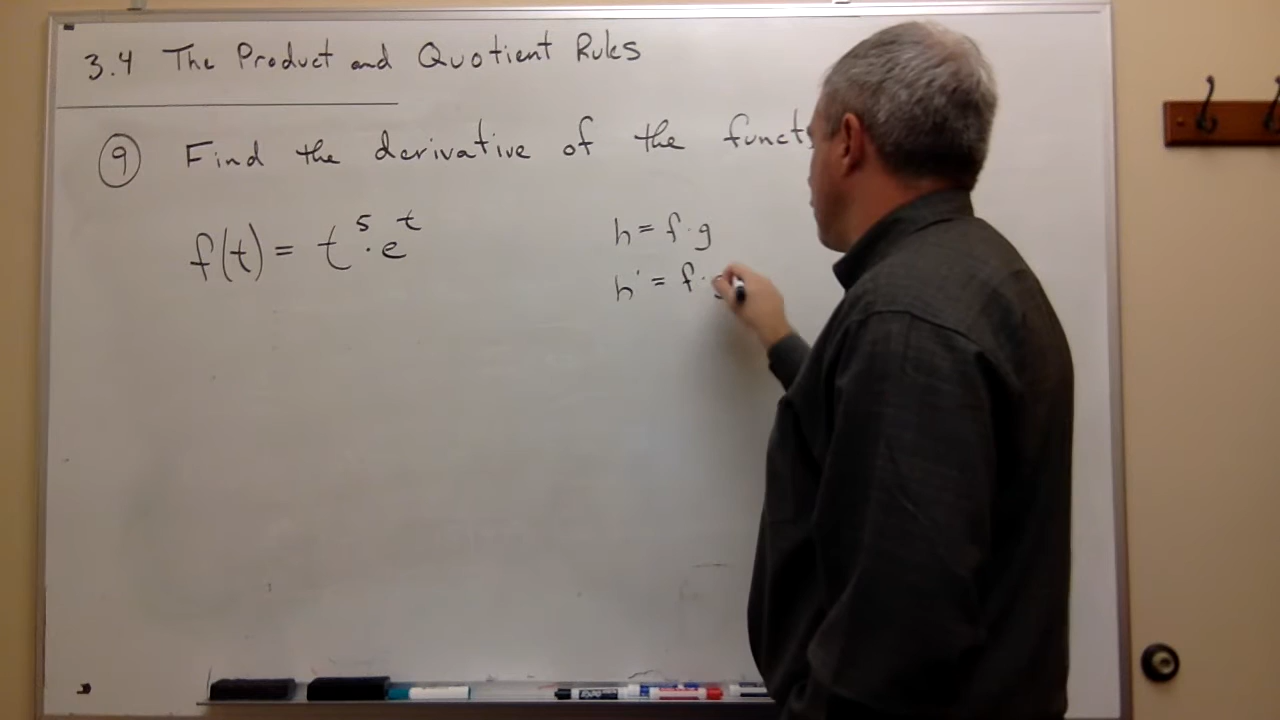 3.4 The Product and Quotient Rules
9 Find the derivative of the funct
f(t) = t⁵·eᵗ
h = f·g
h' = f·